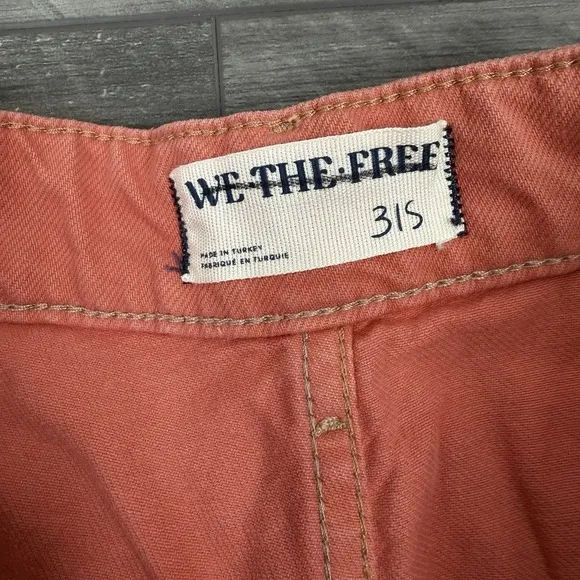 WE·THE·FREE
31S
MADE IN TURKEY
FABRIQUÉ EN TURQUIE